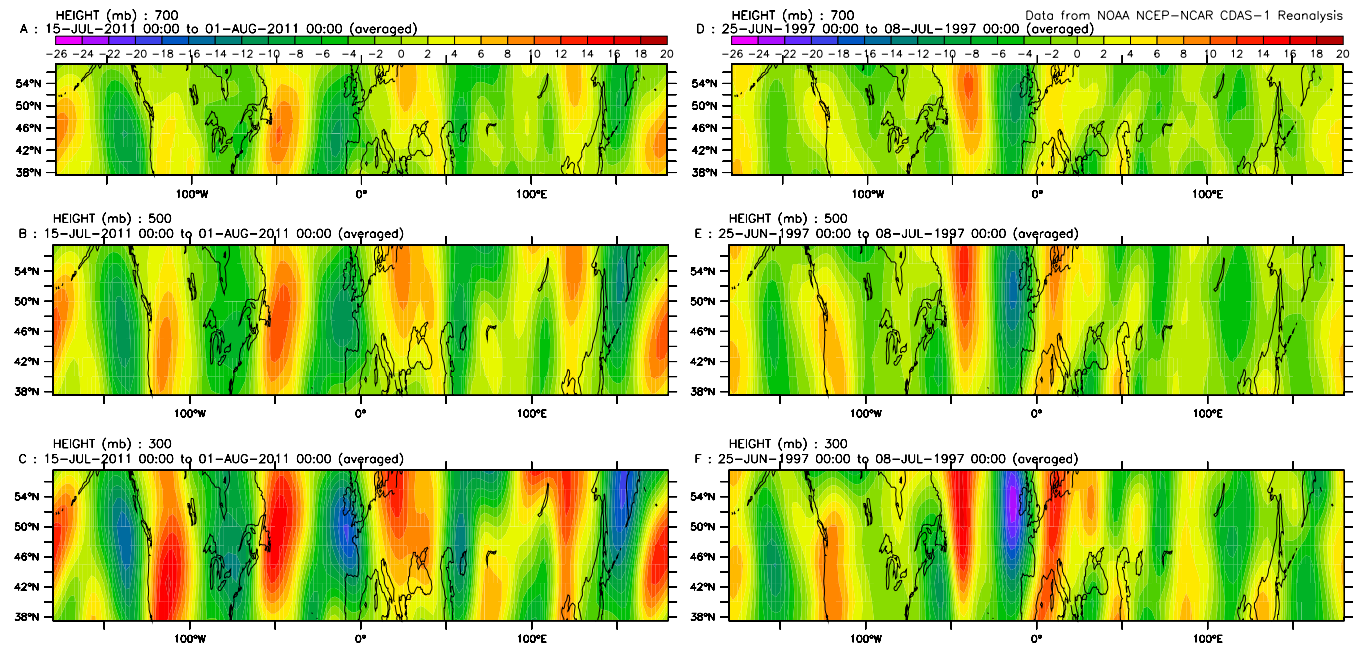 HEIGHT (mb) : 700
A : 15-JUL-2011 00:00 to 01-AUG-2011 00:00 (averaged)
-26 -24 -22 -20 -18 -16 -14 -12 -10 -8 -6 -4 -2 0 2 4 6 8 10 12 14 16 18 20
54°N
50°N
46°N
42°N
38°N
100°W 0° 100°E
HEIGHT (mb) : 700
Data from NOAA NCEP-NCAR CDAS-1 Reanalysis
D : 25-JUN-1997 00:00 to 08-JUL-1997 00:00 (averaged)
-26 -24 -22 -20 -18 -16 -14 -12 -10 -8 -6 -4 -2 0 2 4 6 8 10 12 14 16 18 20
54°N
50°N
46°N
42°N
38°N
100°W 0° 100°E
HEIGHT (mb) : 500
B : 15-JUL-2011 00:00 to 01-AUG-2011 00:00 (averaged)
54°N
50°N
46°N
42°N
38°N
100°W 0° 100°E
HEIGHT (mb) : 500
E : 25-JUN-1997 00:00 to 08-JUL-1997 00:00 (averaged)
54°N
50°N
46°N
42°N
38°N
100°W 0° 100°E
HEIGHT (mb) : 300
C : 15-JUL-2011 00:00 to 01-AUG-2011 00:00 (averaged)
54°N
50°N
46°N
42°N
38°N
100°W 0° 100°E
HEIGHT (mb) : 300
F : 25-JUN-1997 00:00 to 08-JUL-1997 00:00 (averaged)
54°N
50°N
46°N
42°N
38°N
100°W 0° 100°E